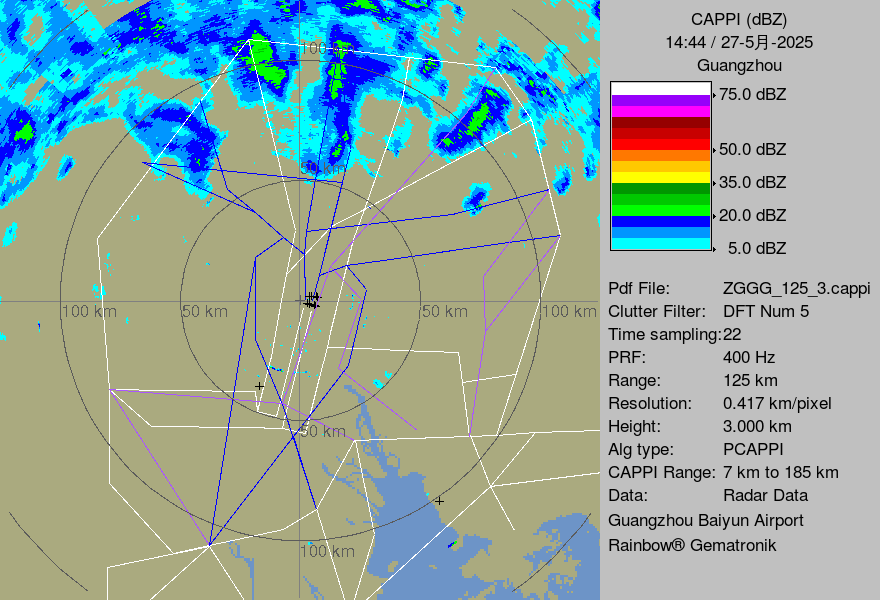 CAPPI (dBZ)
14:44 / 27-5月-2025
Guangzhou
75.0 dBZ
50.0 dBZ
35.0 dBZ
20.0 dBZ
5.0 dBZ
Pdf File: ZGGG_125_3.cappi
Clutter Filter: DFT Num 5
Time sampling:22
PRF: 400 Hz
Range: 125 km
Resolution: 0.417 km/pixel
Height: 3.000 km
Alg type: PCAPPI
CAPPI Range: 7 km to 185 km
Data: Radar Data
Guangzhou Baiyun Airport
Rainbow® Gematronik
100 km
50 km
100 km
50 km
50 km
100 km
50 km
100 km